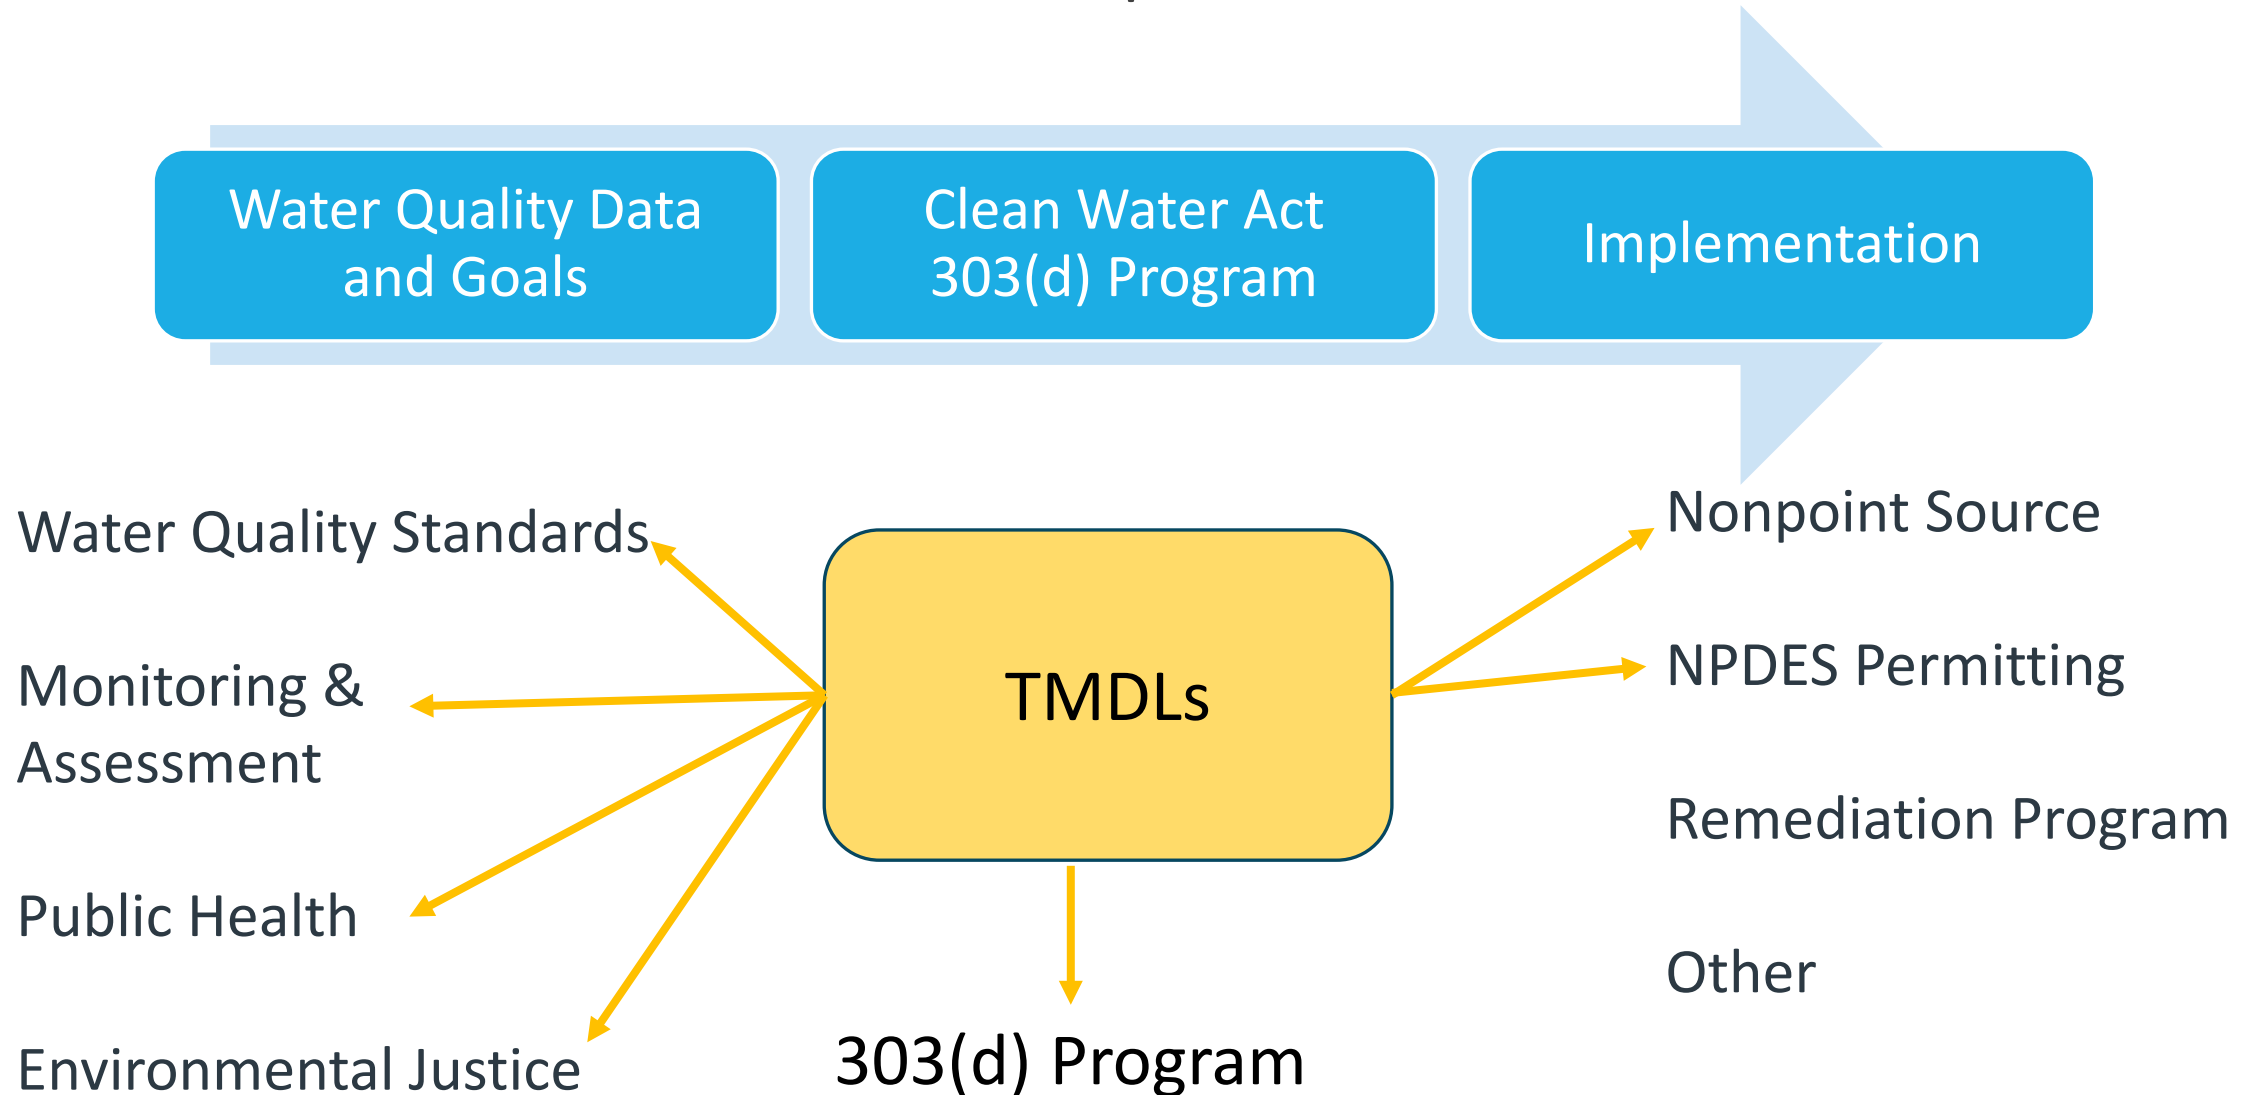 Water Quality Data
and Goals
Clean Water Act
303(d) Program
Implementation
Water Quality Standards
Monitoring &
Assessment
Public Health
Environmental Justice
TMDLs
303(d) Program
Nonpoint Source
NPDES Permitting
Remediation Program
Other